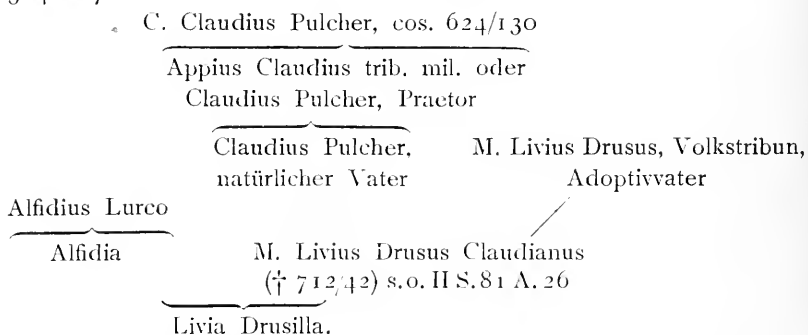 C. Claudius Pulcher, cos. 624/130
Appius Claudius trib. mil. oder
Claudius Pulcher, Praetor
Claudius Pulcher, M. Livius Drusus, Volkstribun,
natürlicher Vater Adoptivvater
Alfidius Lurco
Alfidia M. Livius Drusus Claudianus
(† 712/42) s.o. II S. 81 A. 26
Livia Drusilla.